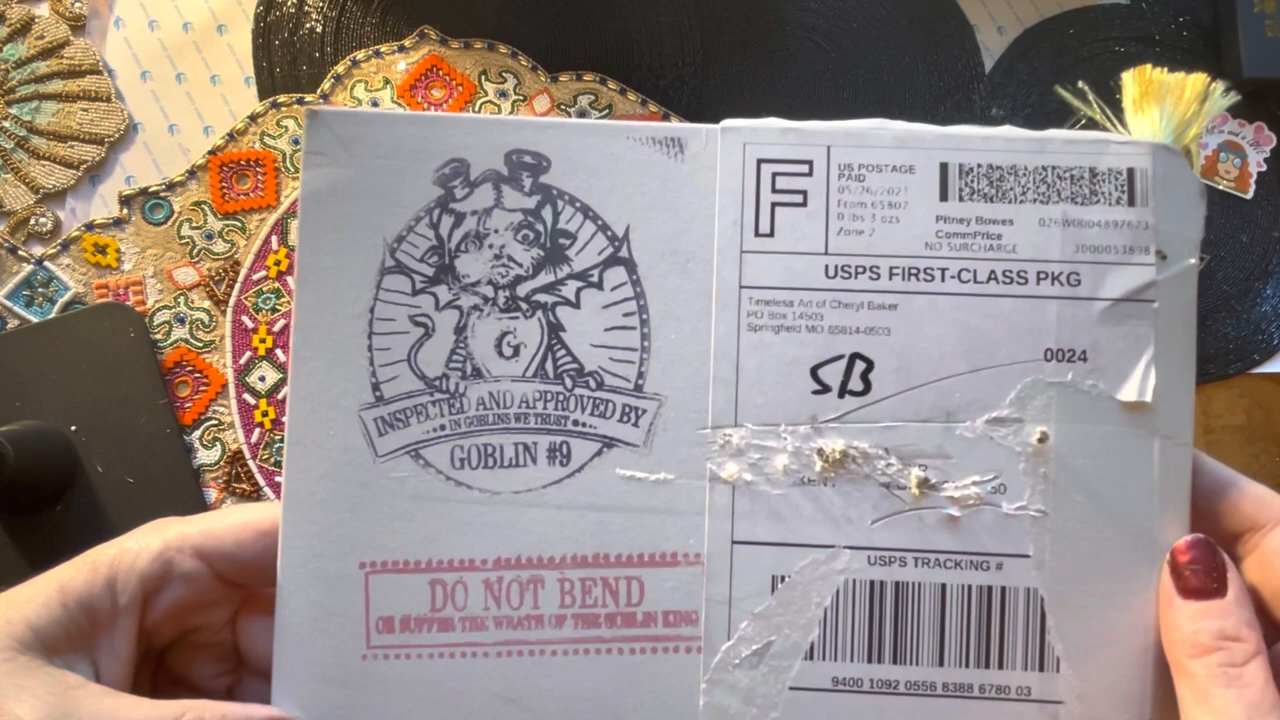 INSPECTED AND APPROVED BY
IN GOBLINS WE TRUST
GOBLIN #9
G
DO NOT BEND
OR SUFFER THE WRATH OF THE GOBLIN KING
F
US POSTAGE
PAID
05/26/2021
From 65807
0 lbs 3 ozs
Zone 2
Pitney Bowes
CommPrice
NO SURCHARGE
026W0004897673
3000053898
USPS FIRST-CLASS PKG
Timeless Art of Cheryl Baker
PO Box 14503
Springfield MO 65814-0503
SB
0024
USPS TRACKING #
9400 1092 0556 8388 6780 03
LOVE